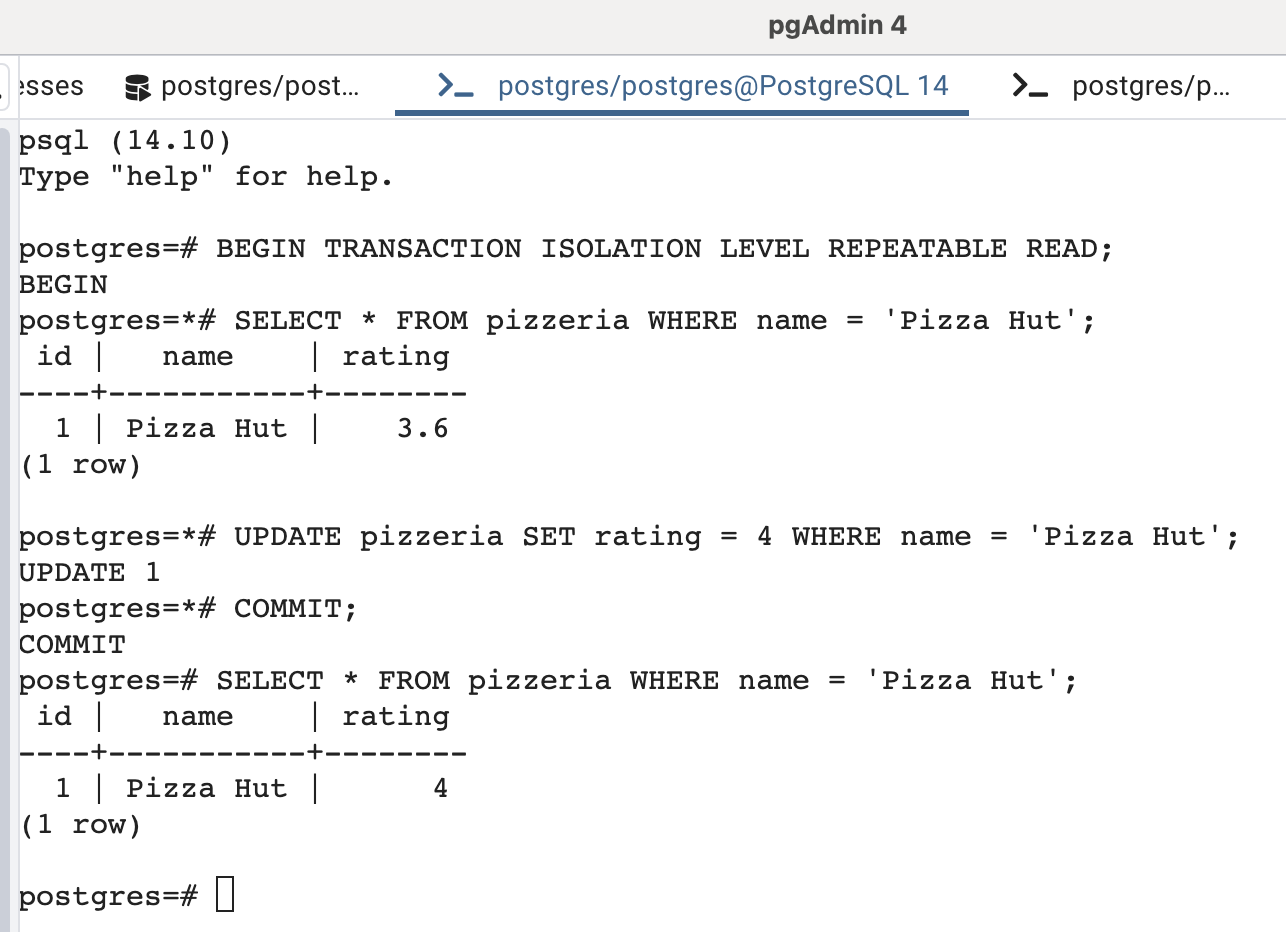 pgAdmin 4
esses postgres/post... postgres/postgres@PostgreSQL 14 postgres/p...
psql (14.10)
Type "help" for help.
postgres=# BEGIN TRANSACTION ISOLATION LEVEL REPEATABLE READ;
BEGIN
postgres=*# SELECT * FROM pizzeria WHERE name = 'Pizza Hut';
 id |   name    | rating
----+-----------+--------
  1 | Pizza Hut |    3.6
(1 row)
postgres=*# UPDATE pizzeria SET rating = 4 WHERE name = 'Pizza Hut';
UPDATE 1
postgres=*# COMMIT;
COMMIT
postgres=# SELECT * FROM pizzeria WHERE name = 'Pizza Hut';
 id |   name    | rating
----+-----------+--------
  1 | Pizza Hut |      4
(1 row)
postgres=#